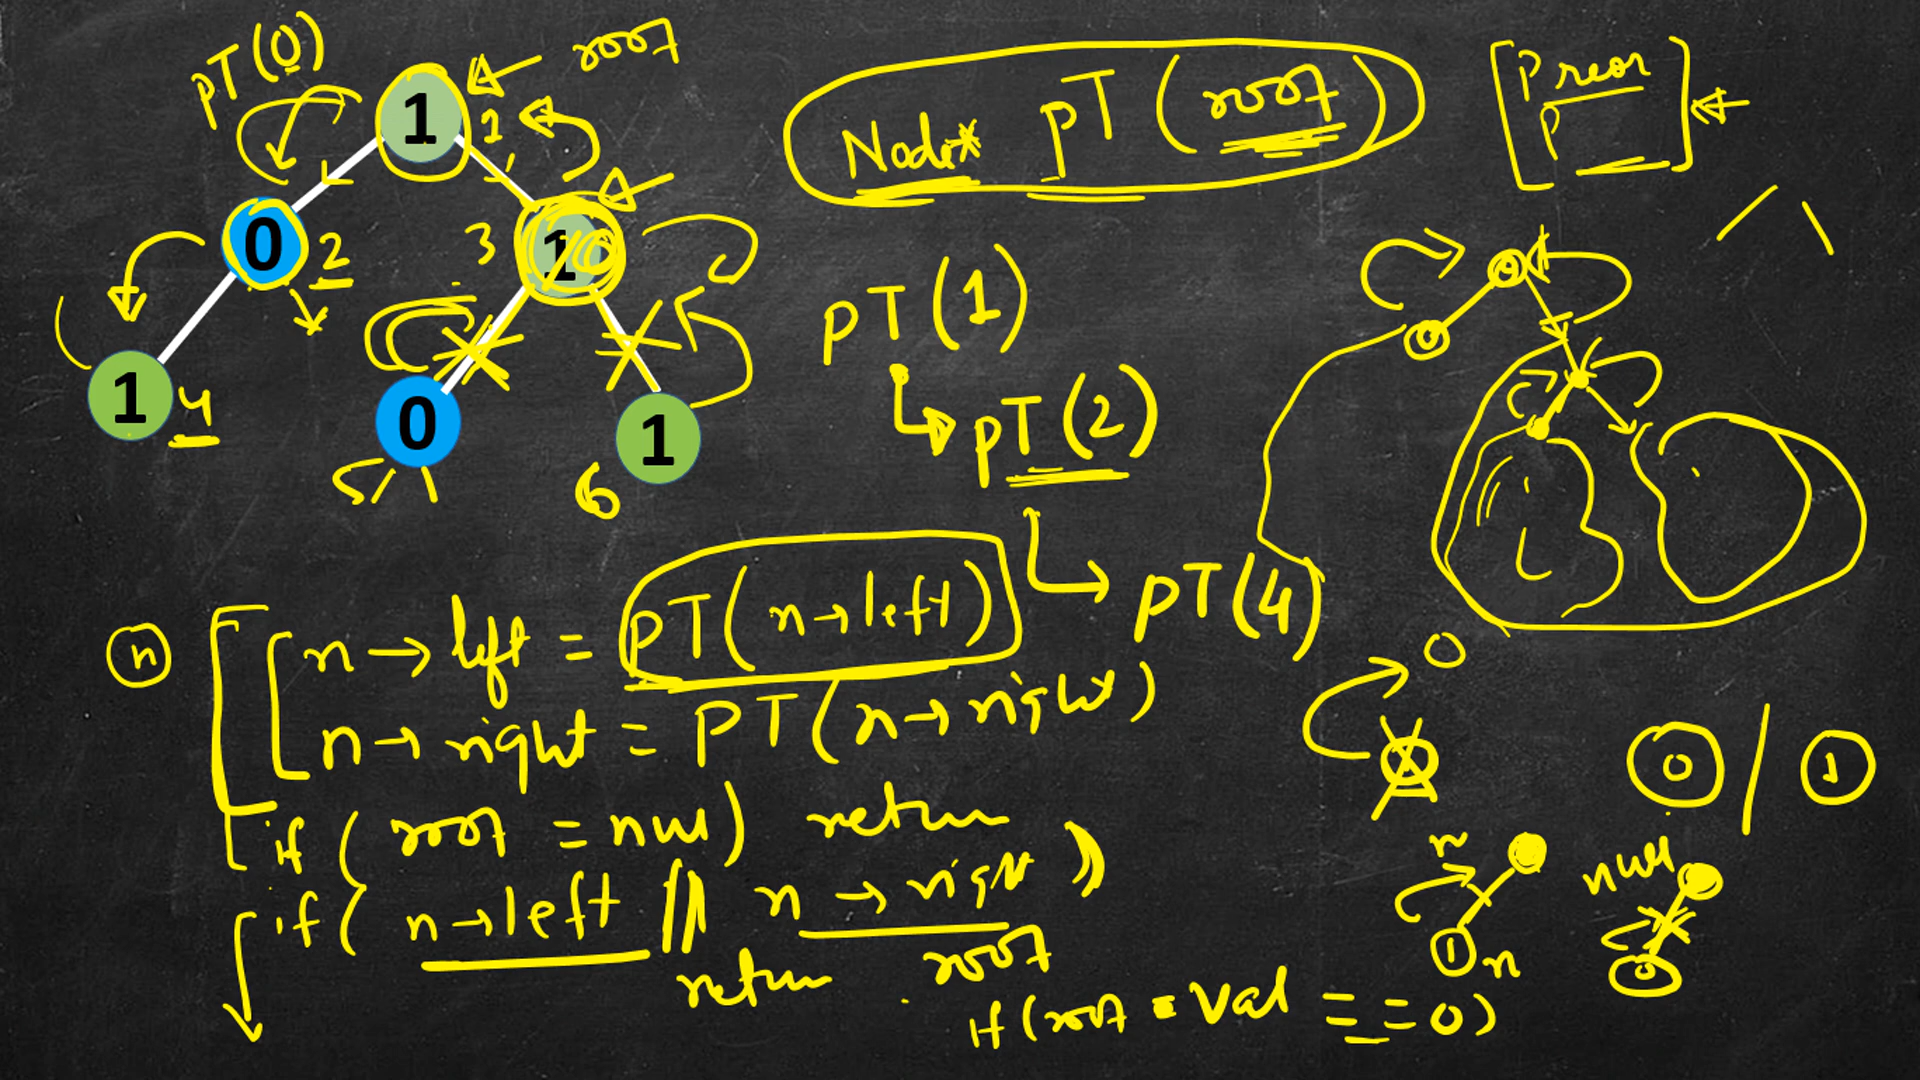 pT(0)
root
1
1
0
2
3
1
1
4
0
5
1
6
Node* pT(root)
pT(1)
pT(2)
pT(4)
n
n→left = pT(n→left)
n→right = PT(n→right)
if (root = null) return
if (n→left || n→right)
return root
if (root . val == 0)
0
0 / 1
n
1
n
null
0